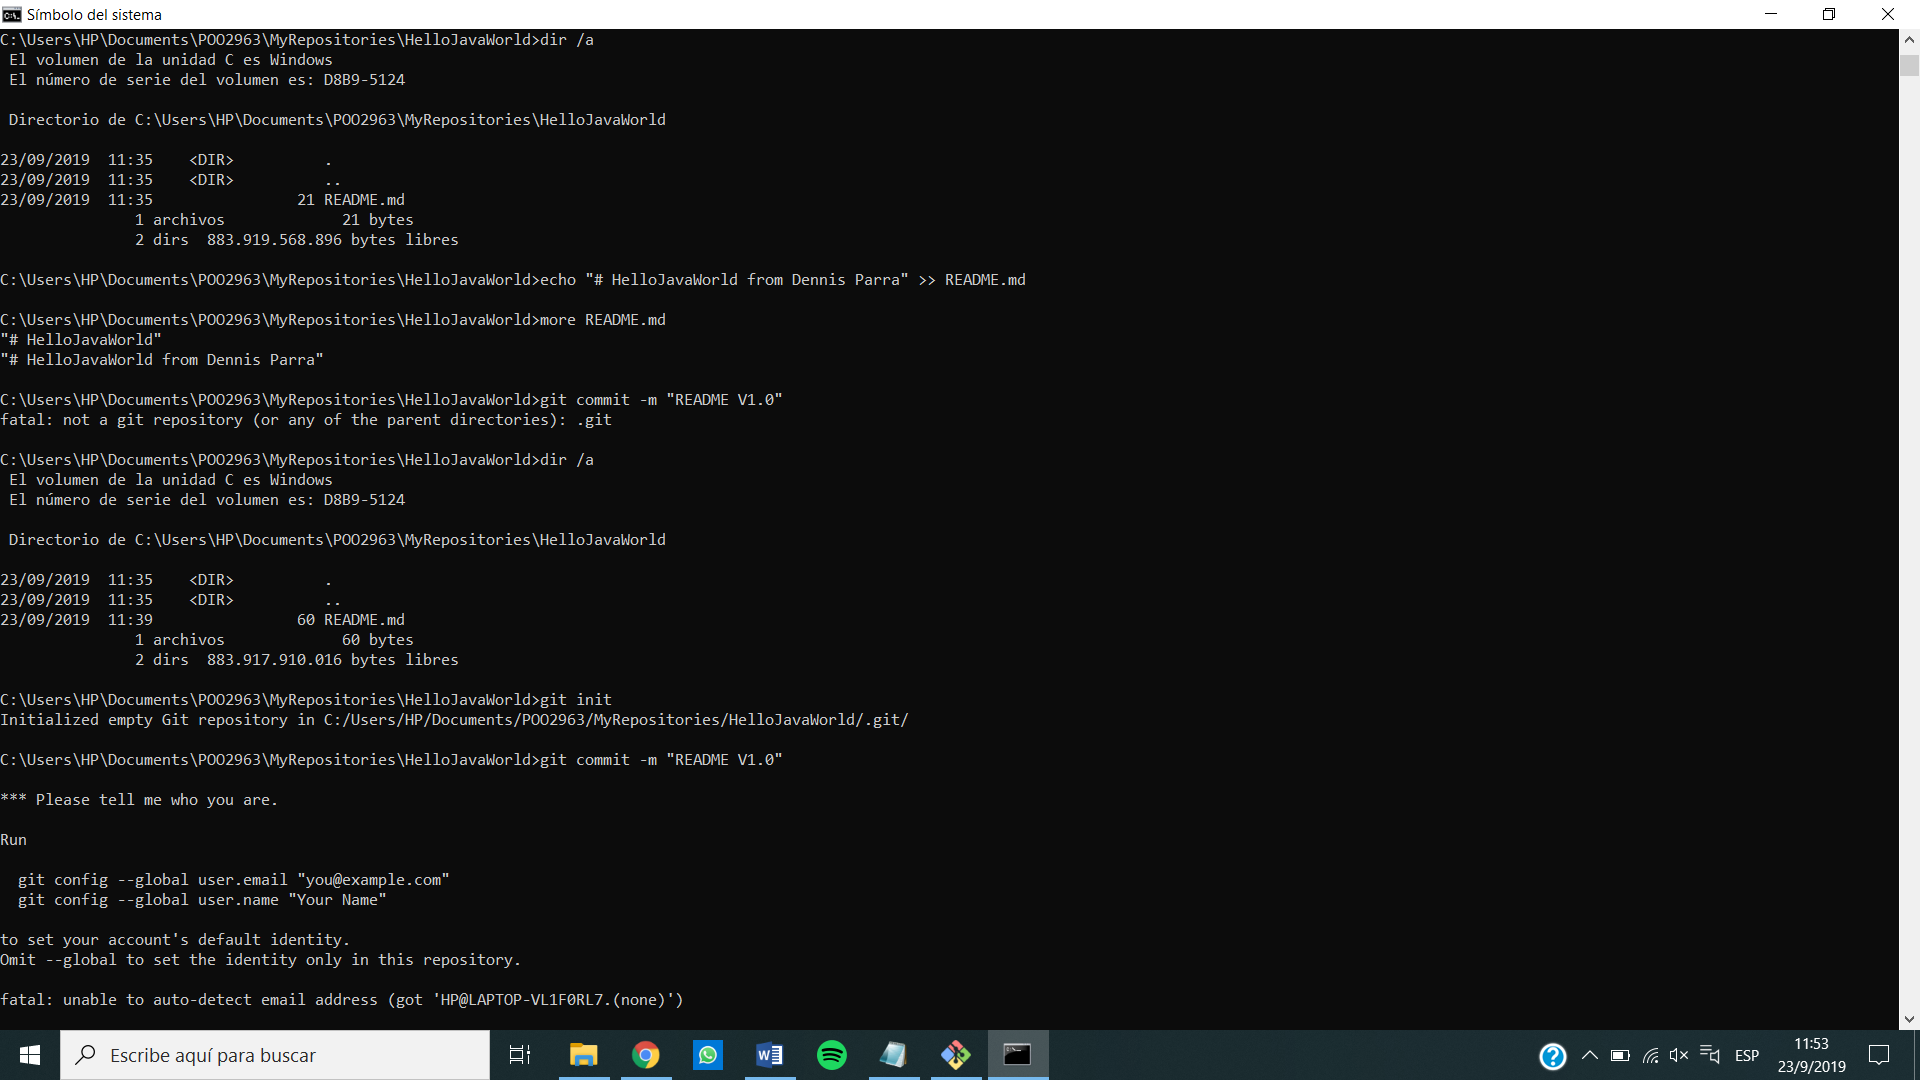 Símbolo del sistema
C:\Users\HP\Documents\POO2963\MyRepositories\HelloJavaWorld>dir /a
El volumen de la unidad C es Windows
El número de serie del volumen es: D8B9-5124
Directorio de C:\Users\HP\Documents\POO2963\MyRepositories\HelloJavaWorld
23/09/2019  11:35    <DIR>          .
23/09/2019  11:35    <DIR>          ..
23/09/2019  11:35                21 README.md
1 archivos             21 bytes
2 dirs  883.919.568.896 bytes libres
C:\Users\HP\Documents\POO2963\MyRepositories\HelloJavaWorld>echo "# HelloJavaWorld from Dennis Parra" >> README.md
C:\Users\HP\Documents\POO2963\MyRepositories\HelloJavaWorld>more README.md
"# HelloJavaWorld"
"# HelloJavaWorld from Dennis Parra"
C:\Users\HP\Documents\POO2963\MyRepositories\HelloJavaWorld>git commit -m "README V1.0"
fatal: not a git repository (or any of the parent directories): .git
C:\Users\HP\Documents\POO2963\MyRepositories\HelloJavaWorld>dir /a
El volumen de la unidad C es Windows
El número de serie del volumen es: D8B9-5124
Directorio de C:\Users\HP\Documents\POO2963\MyRepositories\HelloJavaWorld
23/09/2019  11:35    <DIR>          .
23/09/2019  11:35    <DIR>          ..
23/09/2019  11:39                60 README.md
1 archivos             60 bytes
2 dirs  883.917.910.016 bytes libres
C:\Users\HP\Documents\POO2963\MyRepositories\HelloJavaWorld>git init
Initialized empty Git repository in C:/Users/HP/Documents/POO2963/MyRepositories/HelloJavaWorld/.git/
C:\Users\HP\Documents\POO2963\MyRepositories\HelloJavaWorld>git commit -m "README V1.0"
*** Please tell me who you are.
Run
git config --global user.email "you@example.com"
git config --global user.name "Your Name"
to set your account's default identity.
Omit --global to set the identity only in this repository.
fatal: unable to auto-detect email address (got 'HP@LAPTOP-VL1F0RL7.(none)')
Escribe aquí para buscar
ESP
11:53
23/9/2019